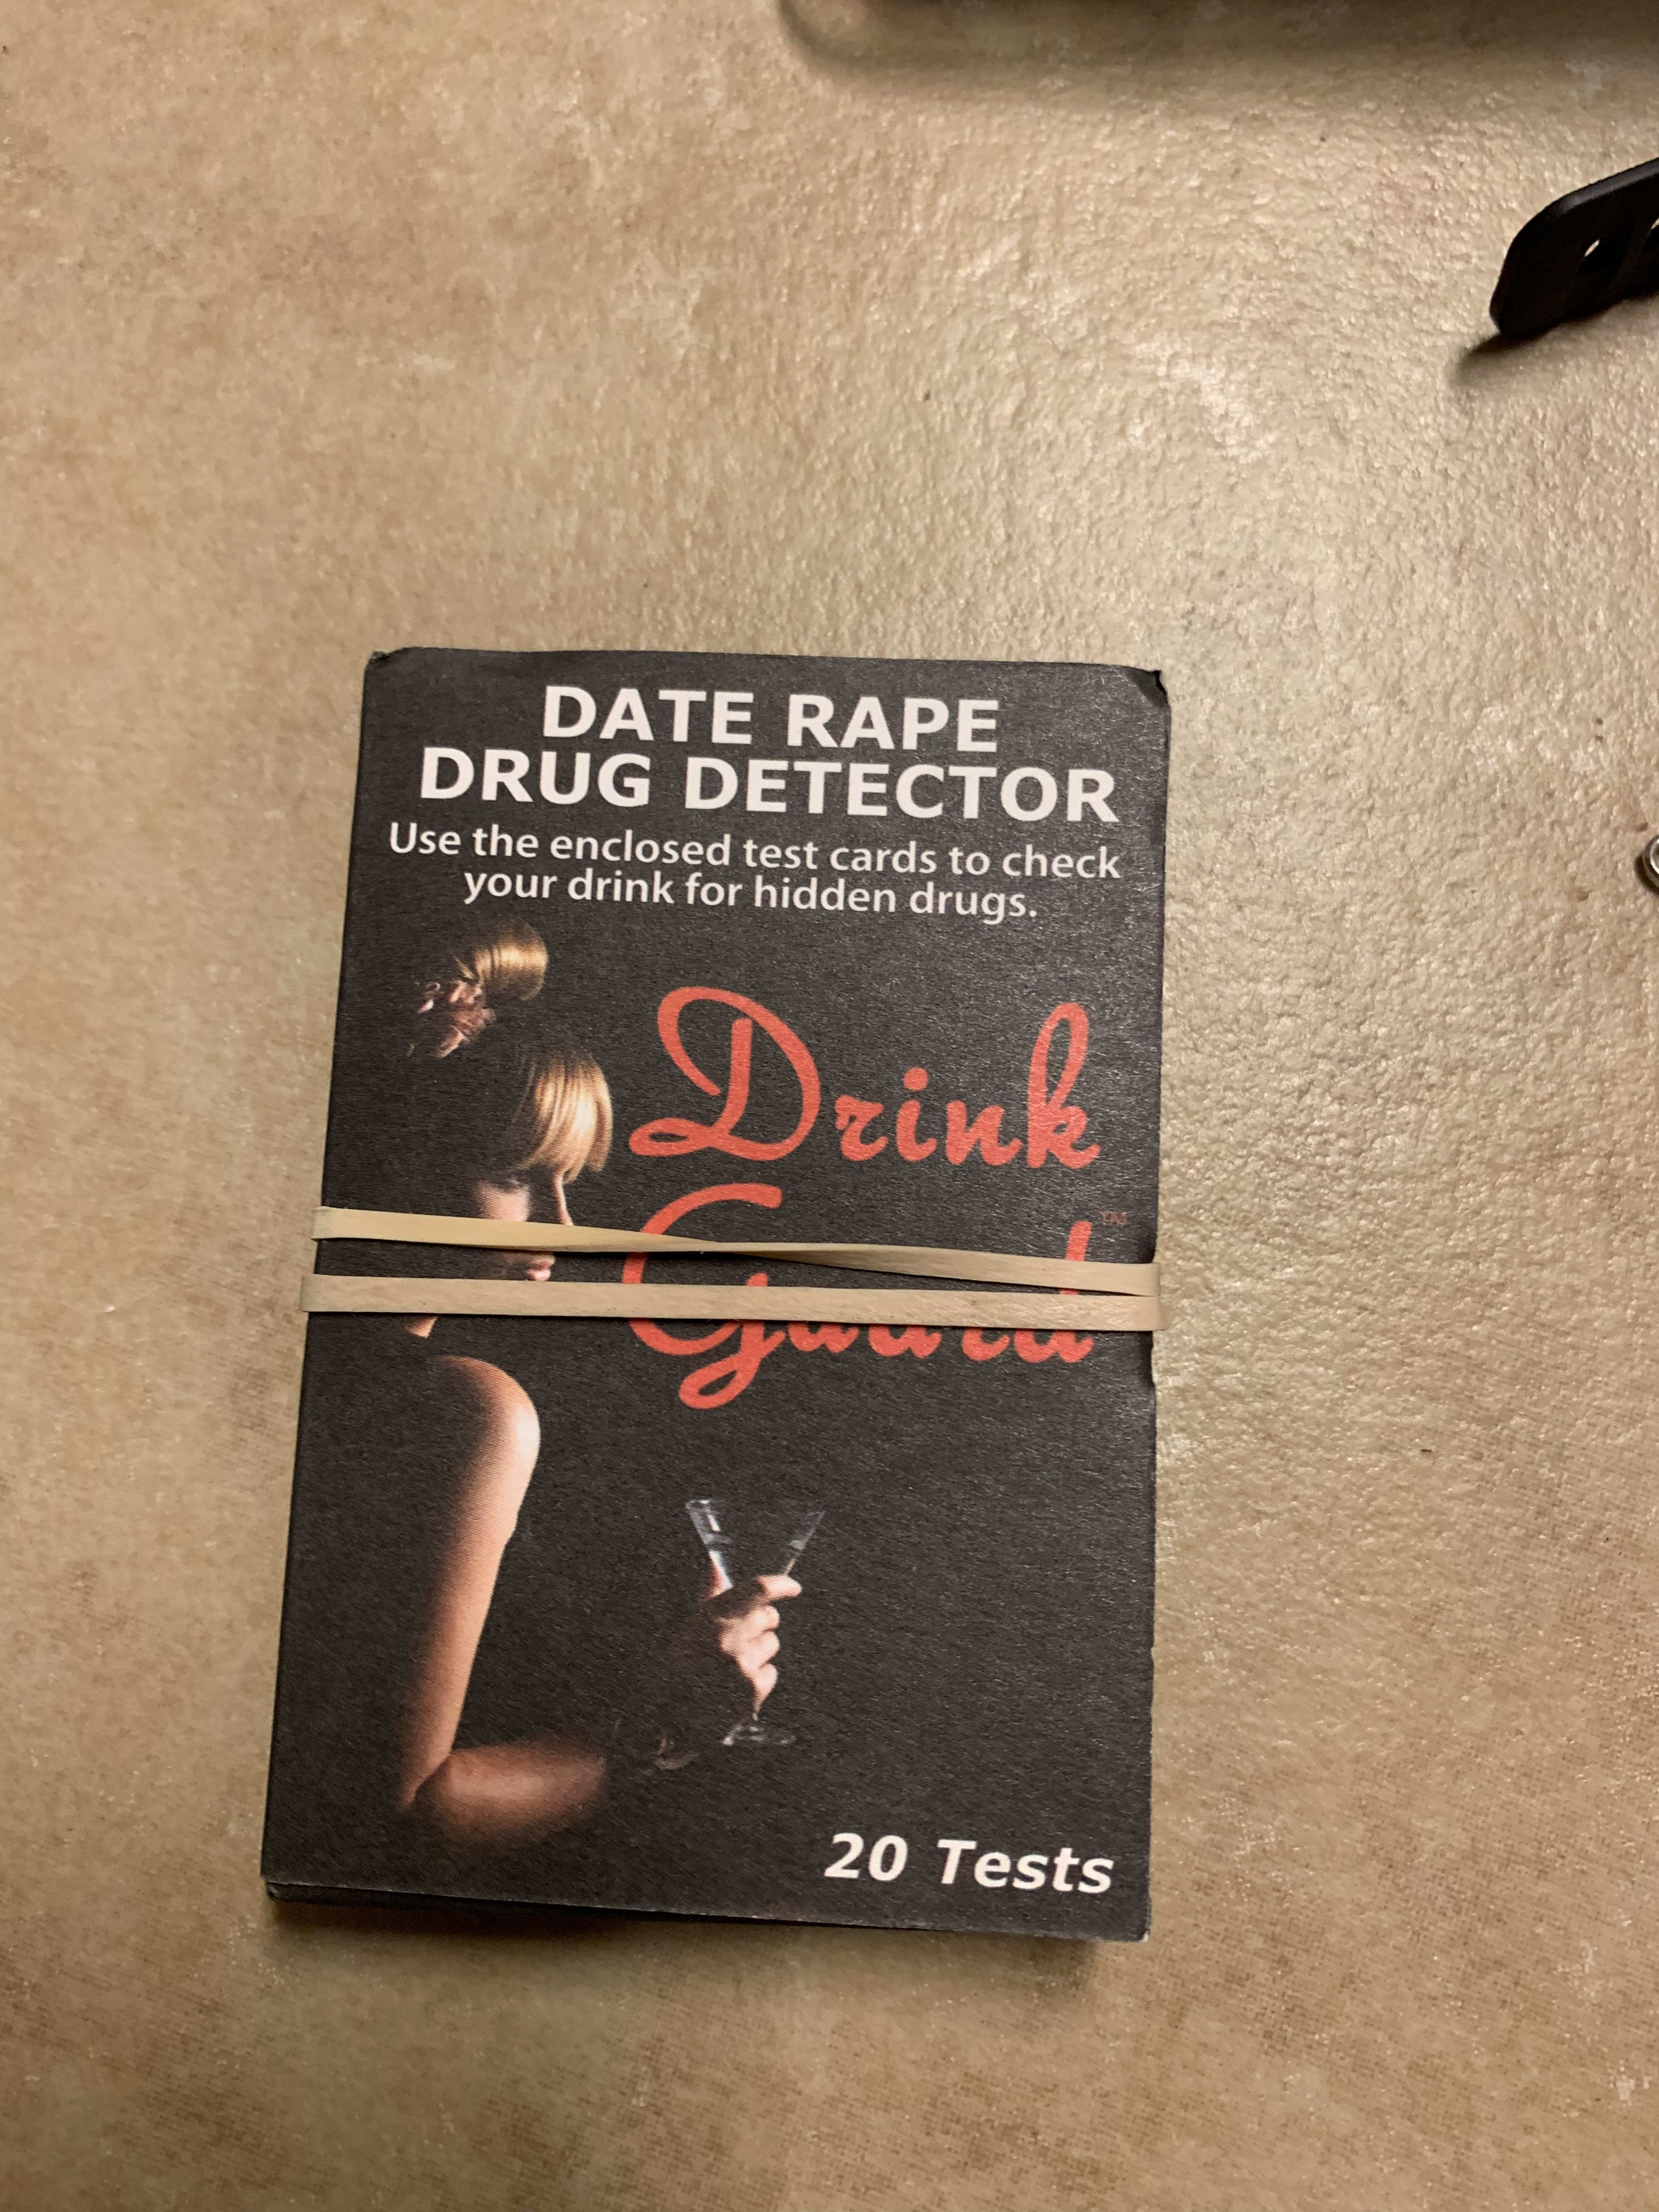 DATE RAPE
DRUG DETECTOR
Use the enclosed test cards to check
your drink for hidden drugs.
Drink
Guard
TM
20 Tests